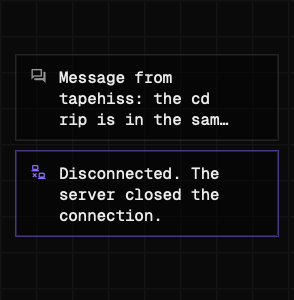 Message from
tapehiss: the cd
rip is in the sam…
Disconnected. The
server closed the
connection.